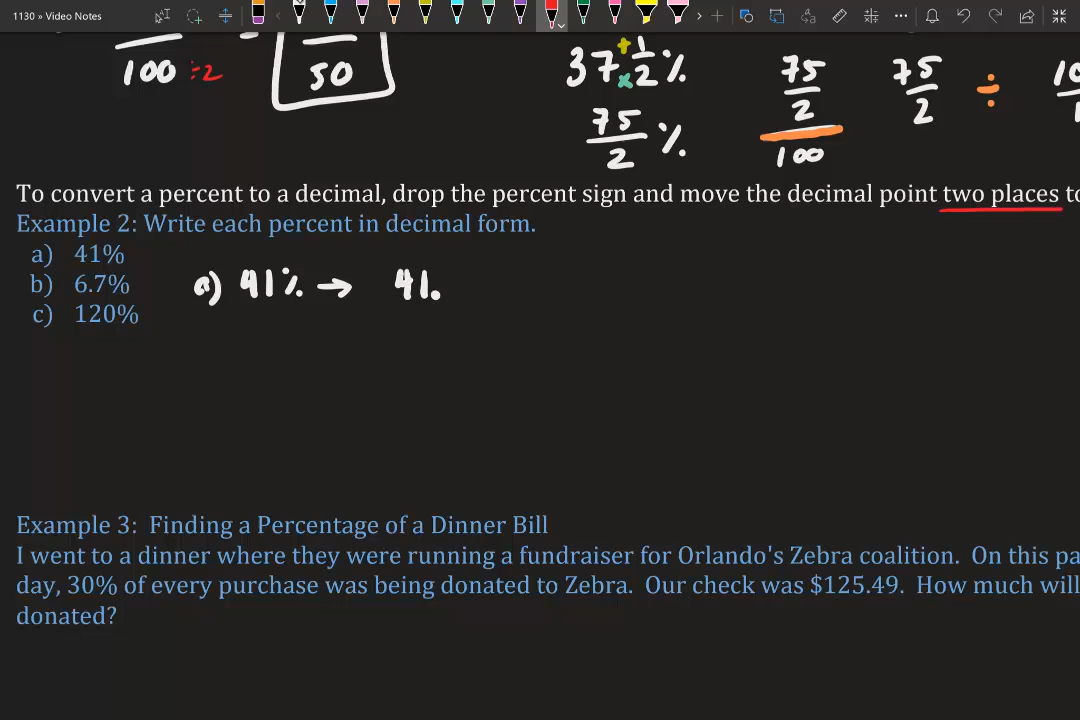 1130 » Video Notes
100 ÷2
50
37 + 1/2 %
x
75/2 %
75/2
100
75/2 ÷
To convert a percent to a decimal, drop the percent sign and move the decimal point two places to
Example 2: Write each percent in decimal form.
a) 41%
b) 6.7%
c) 120%
a) 41% → 41.
Example 3: Finding a Percentage of a Dinner Bill
I went to a dinner where they were running a fundraiser for Orlando's Zebra coalition. On this pa
day, 30% of every purchase was being donated to Zebra. Our check was $125.49. How much will
donated?